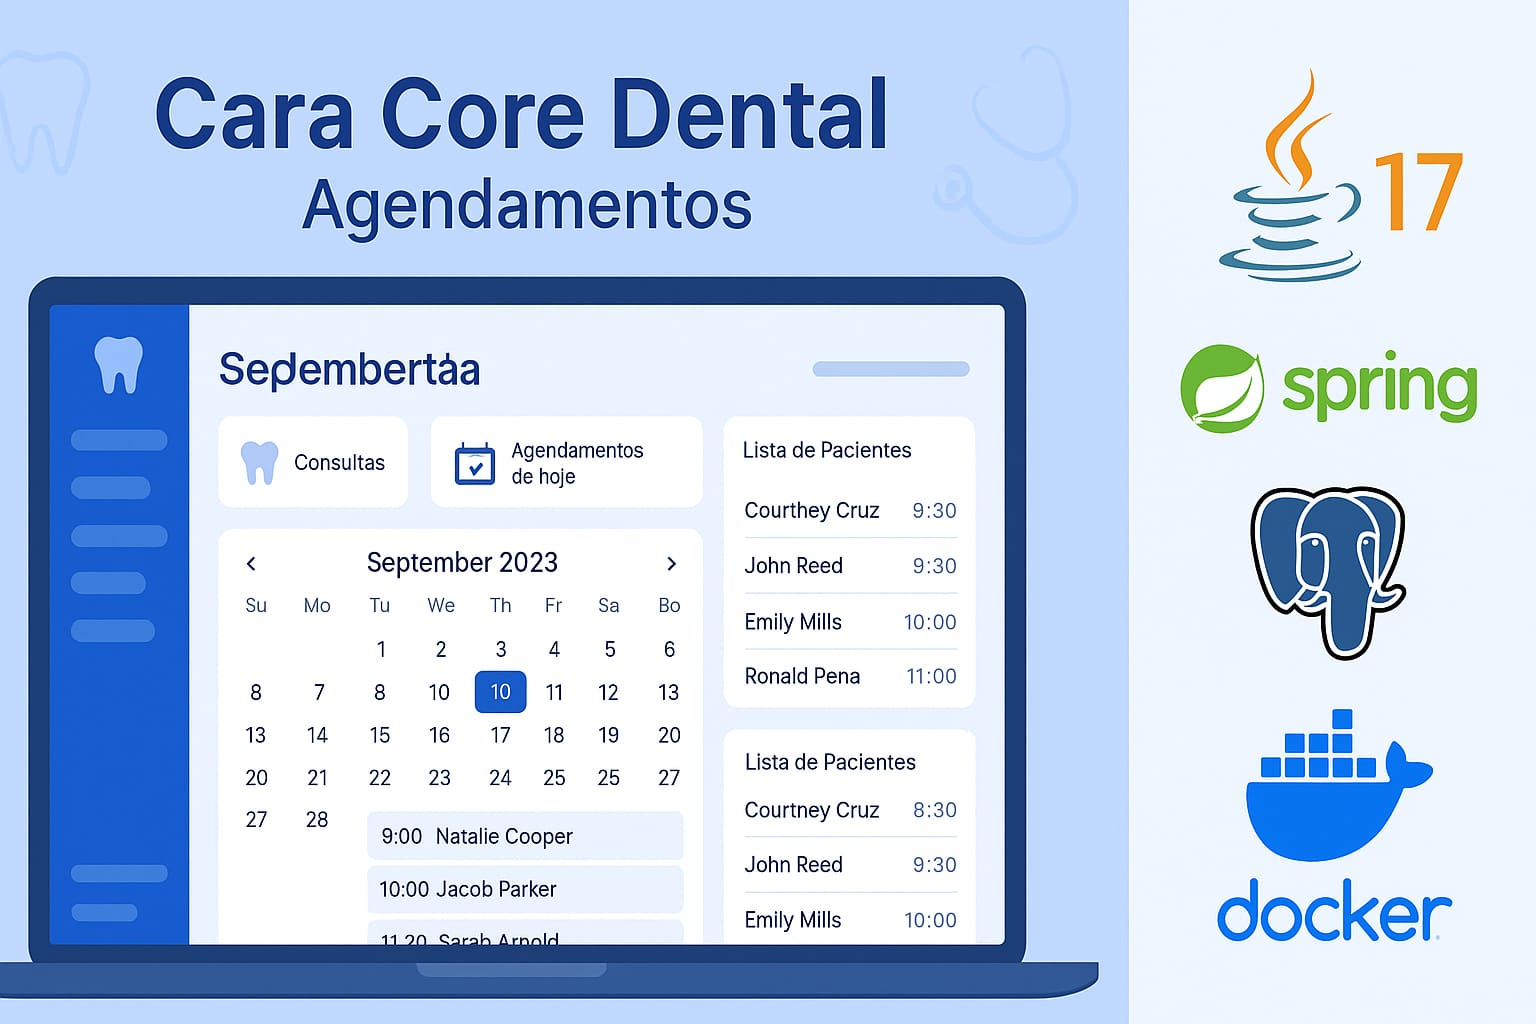 Cara Core Dental
Agendamentos
Sepdembertàa
Consultas
Agendamentos
de hoje
September 2023
Su Mo Tu We Th Fr Sa Bo
1 2 3 4 5 6
8 7 8 10 10 11 12 13
13 14 15 16 17 18 19 20
20 21 22 23 24 25 25 27
27 28
9:00 Natalie Cooper
10:00 Jacob Parker
11.20 Sarab Arnold
Lista de Pacientes
Courthey Cruz 9:30
John Reed 9:30
Emily Mills 10:00
Ronald Pena 11:00
Lista de Pacientes
Courtney Cruz 8:30
John Reed 9:30
Emily Mills 10:00
17
spring
docker